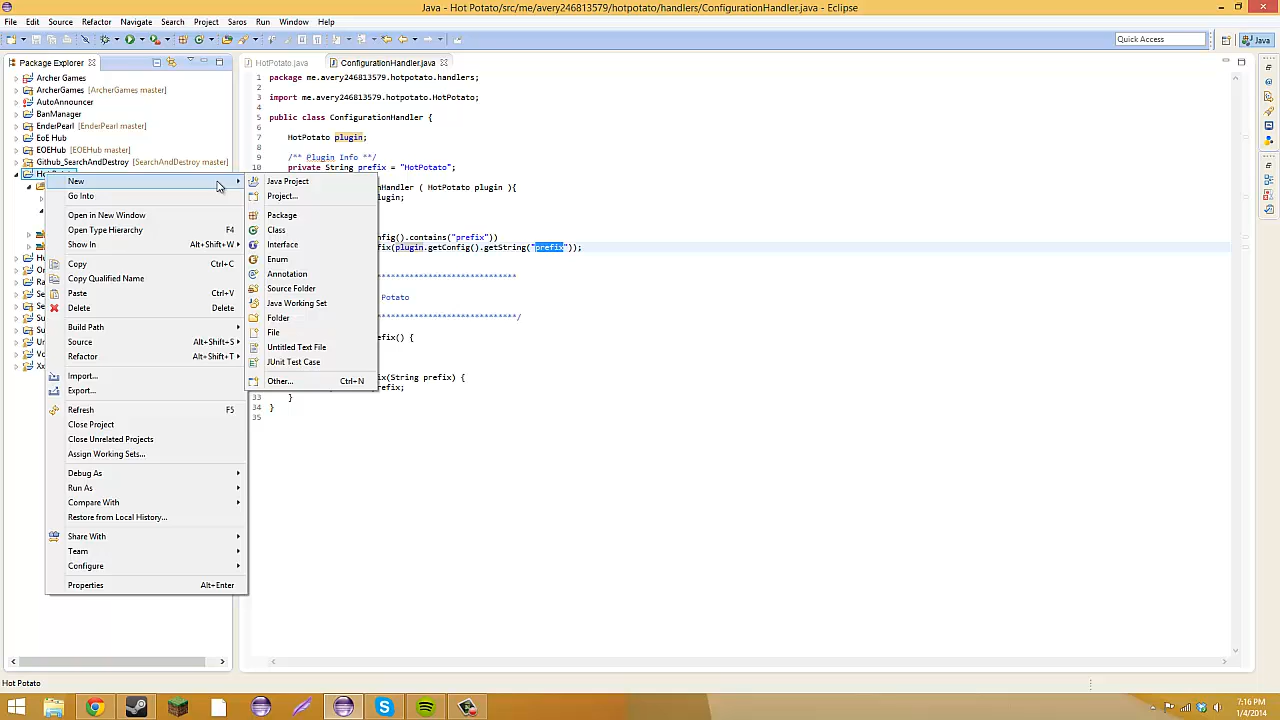 Java - Hot Potato/src/me/avery246813579/hotpotato/handlers/ConfigurationHandler.java - Eclipse
File Edit Source Refactor Navigate Search Project Saros Run Window Help
Quick Access
Java
Package Explorer
HotPotato.java
ConfigurationHandler.java
Archer Games
ArcherGames [ArcherGames master]
AutoAnnouncer
BanManager
EnderPearl [EnderPearl master]
EoE Hub
EOEHub [EOEHub master]
Github_SearchAndDestroy [SearchAndDestroy master]
New
Go Into
Open in New Window
Open Type Hierarchy F4
Show In Alt+Shift+W
Copy Ctrl+C
Copy Qualified Name
Paste Ctrl+V
Delete Delete
Build Path
Source Alt+Shift+S
Refactor Alt+Shift+T
Import...
Export...
Refresh F5
Close Project
Close Unrelated Projects
Assign Working Sets...
Debug As
Run As
Compare With
Restore from Local History...
Share With
Team
Configure
Properties Alt+Enter
Java Project
Project...
Package
Class
Interface
Enum
Annotation
Source Folder
Java Working Set
Folder
File
Untitled Text File
JUnit Test Case
Other... Ctrl+N
1 package me.avery246813579.hotpotato.handlers;
2
3 import me.avery246813579.hotpotato.HotPotato;
4
5 public class ConfigurationHandler {
6
7 HotPotato plugin;
8
9 /** Plugin Info **/
10 private String prefix = "HotPotato";
andler ( HotPotato plugin ){
gin;
fig().contains("prefix"))
fix(plugin.getConfig().getString("prefix"));
****************************
Potato
****************************/
efix() {
fix(String prefix) {
efix;
33 }
34 }
35
Hot Potato
7:16 PM
1/4/2014